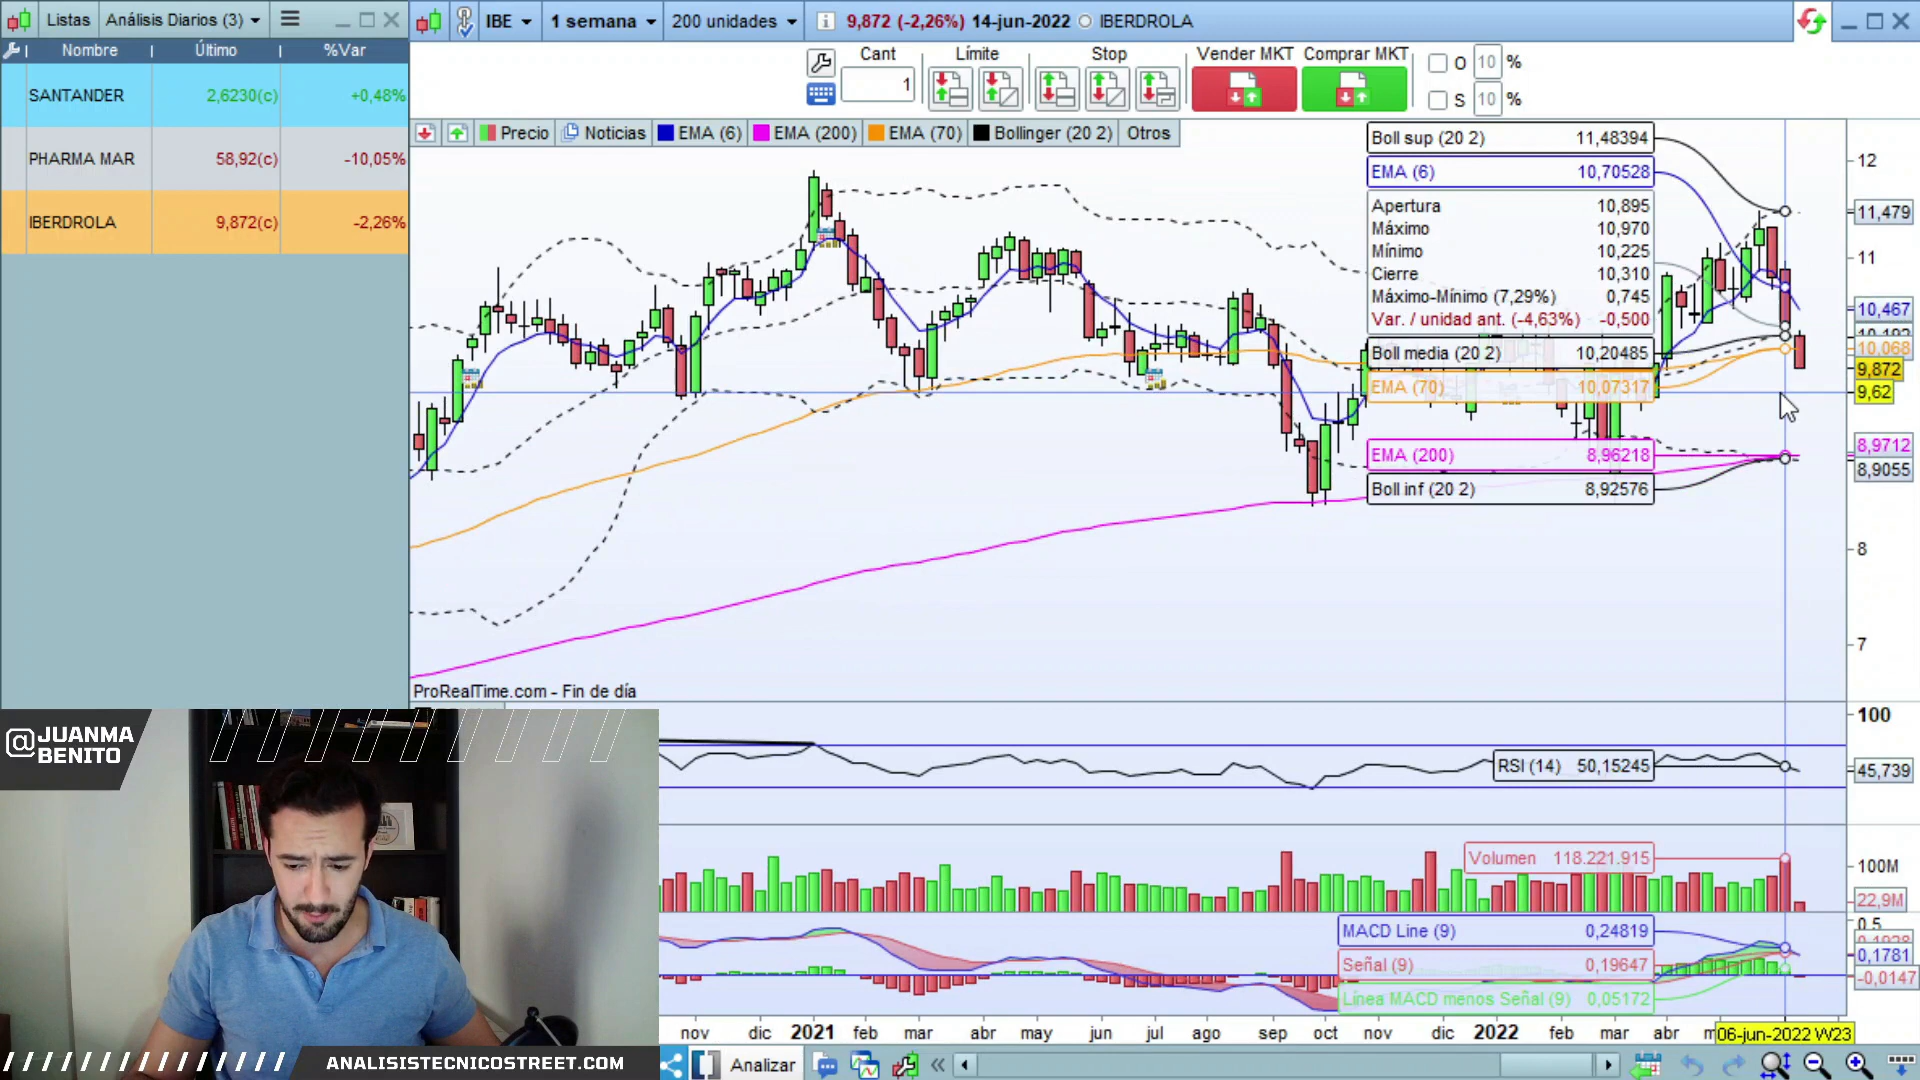 Listas
Análisis Diarios (3)
Nombre
Último
%Var
SANTANDER
2,6230(c)
+0,48%
PHARMA MAR
58,92(c)
-10,05%
IBERDROLA
9,872(c)
-2,26%
IBE
1 semana
200 unidades
9,872 (-2,26%) 14-jun-2022
IBERDROLA
Cant
Límite
Stop
Vender MKT
Comprar MKT
1
O 10 %
S 10 %
Precio
Noticias
EMA (6)
EMA (200)
EMA (70)
Bollinger (20 2)
Otros
Boll sup (20 2) 11,48394
EMA (6) 10,70528
Apertura 10,895
Máximo 10,970
Mínimo 10,225
Cierre 10,310
Máximo-Mínimo (7,29%) 0,745
Var. / unidad ant. (-4,63%) -0,500
Boll media (20 2) 10,20485
EMA (70) 10,07317
EMA (200) 8,96218
Boll inf (20 2) 8,92576
12
11,479
11
10,467
10,068
9,872
9,62
8,9712
8,9055
8
7
ProRealTime.com - Fin de día
100
RSI (14) 50,15245
45,739
Volumen 118.221.915
100M
22,9M
MACD Line (9) 0,24819
Señal (9) 0,19647
Línea MACD menos Señal (9) 0,05172
0.5
0,1781
-0,0147
nov dic 2021 feb mar abr may jun jul ago sep oct nov dic 2022 feb mar abr
06-jun-2022 W23
Analizar
@JUANMA
BENITO
ANALISISTECNICOSTREET.COM